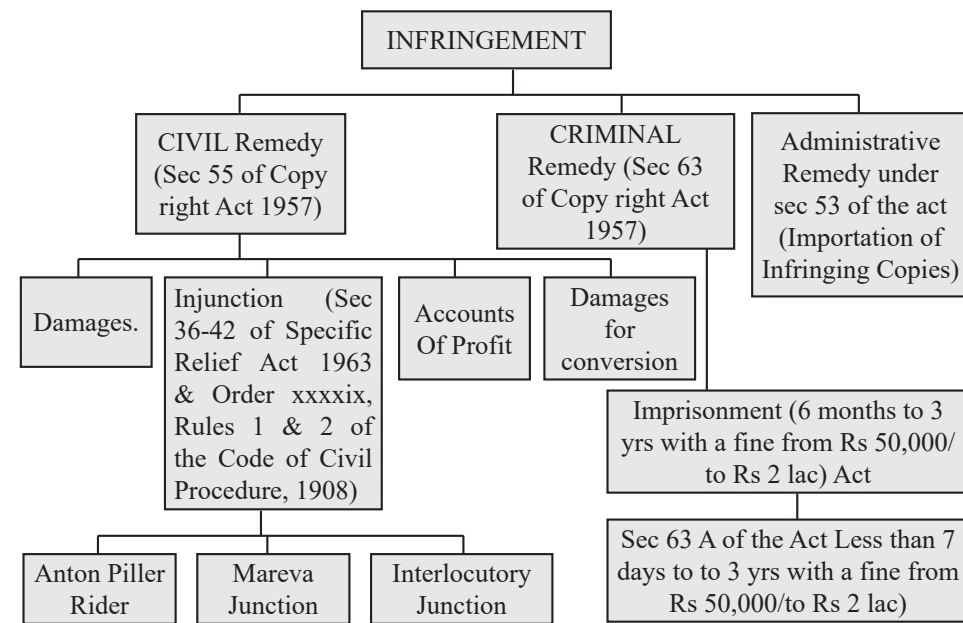 INFRINGEMENT
CIVIL Remedy
(Sec 55 of Copy
right Act 1957)
CRIMINAL
Remedy (Sec 63
of Copy right Act
1957)
Administrative
Remedy under
sec 53 of the act
(Importation of
Infringing Copies)
Damages.
Injunction (Sec
36-42 of Specific
Relief Act 1963
& Order xxxxix,
Rules 1 & 2 of
the Code of Civil
Procedure, 1908)
Accounts
Of Profit
Damages
for
conversion
Imprisonment (6 months to 3
yrs with a fine from Rs 50,000/
to Rs 2 lac) Act
Sec 63 A of the Act Less than 7
days to to 3 yrs with a fine from
Rs 50,000/to Rs 2 lac)
Anton Piller
Rider
Mareva
Junction
Interlocutory
Junction